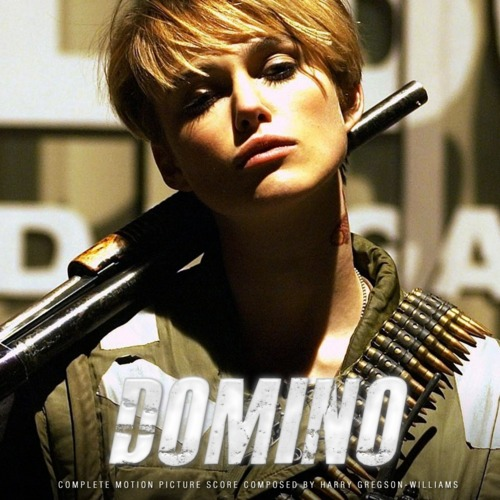 DOMINO
COMPLETE MOTION PICTURE SCORE COMPOSED BY HARRY GREGSON-WILLIAMS